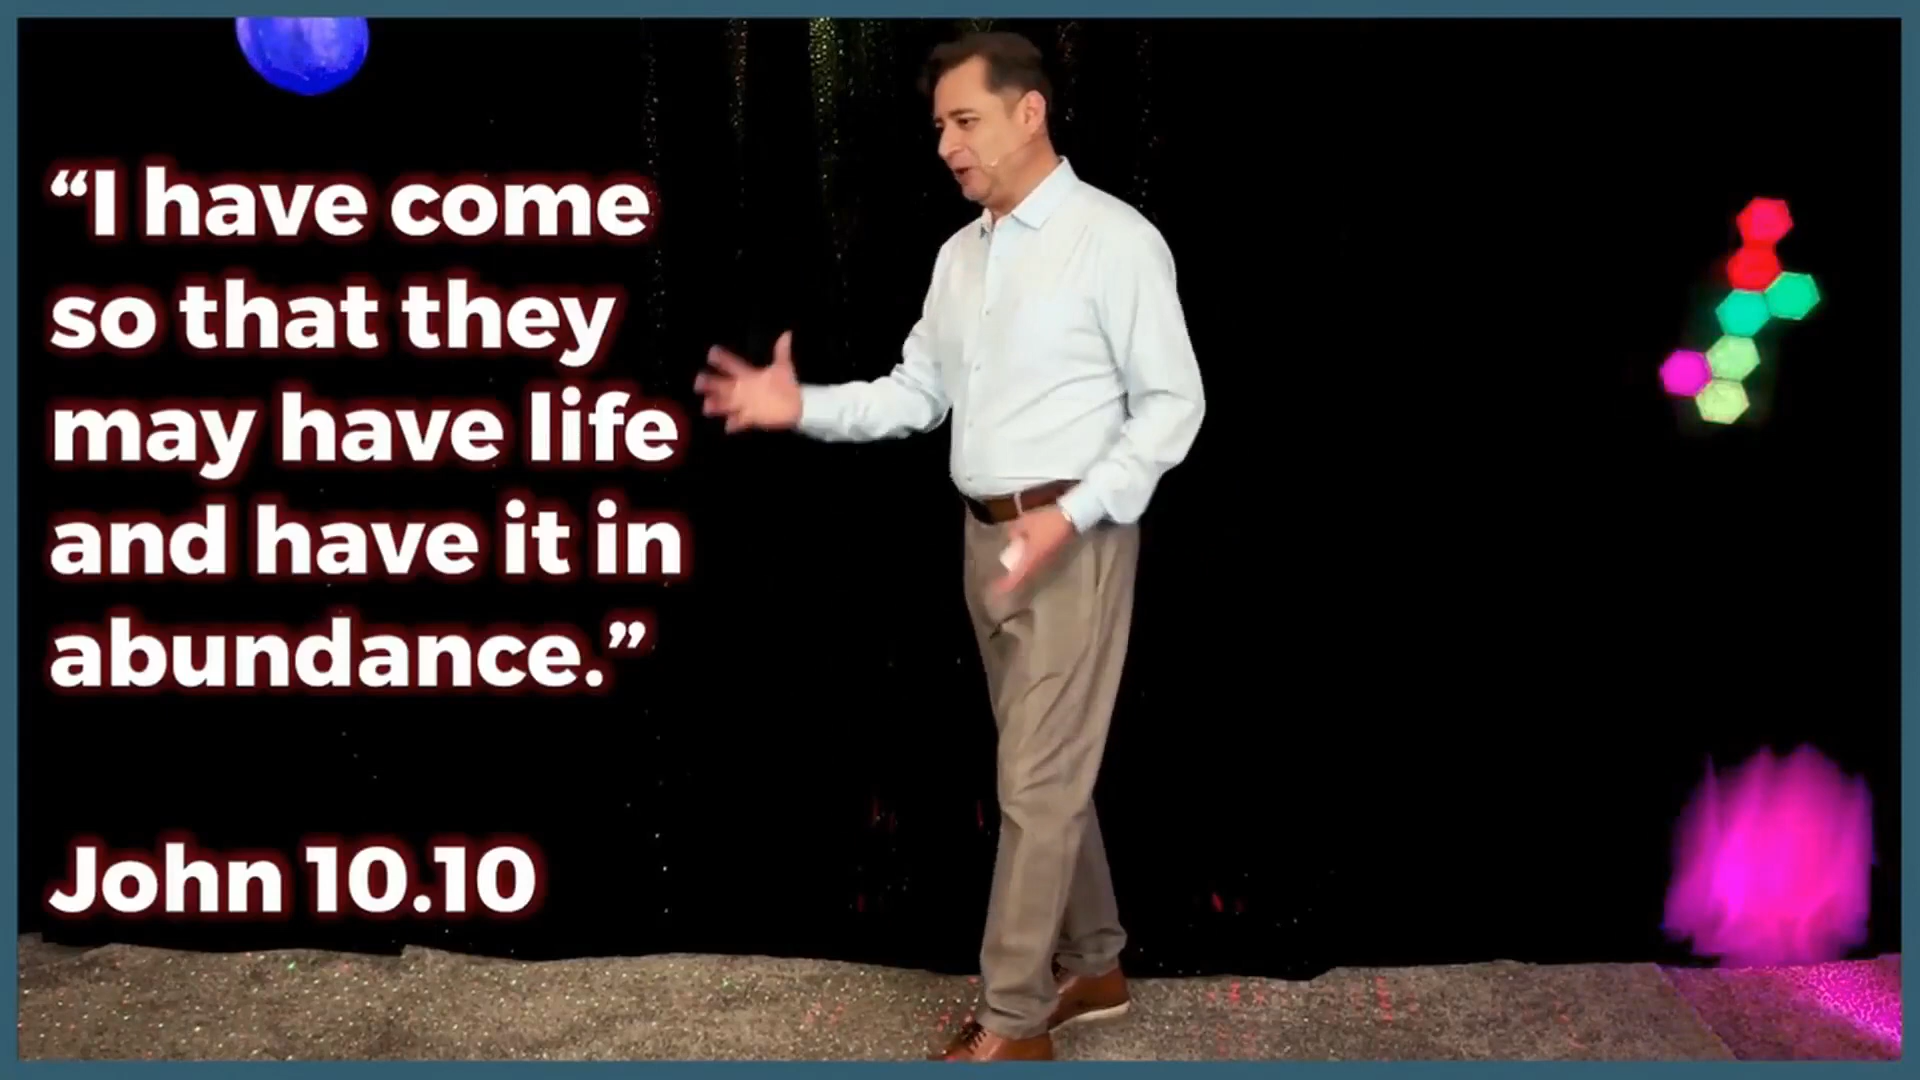 “I have come
so that they
may have life
and have it in
abundance.”
John 10.10